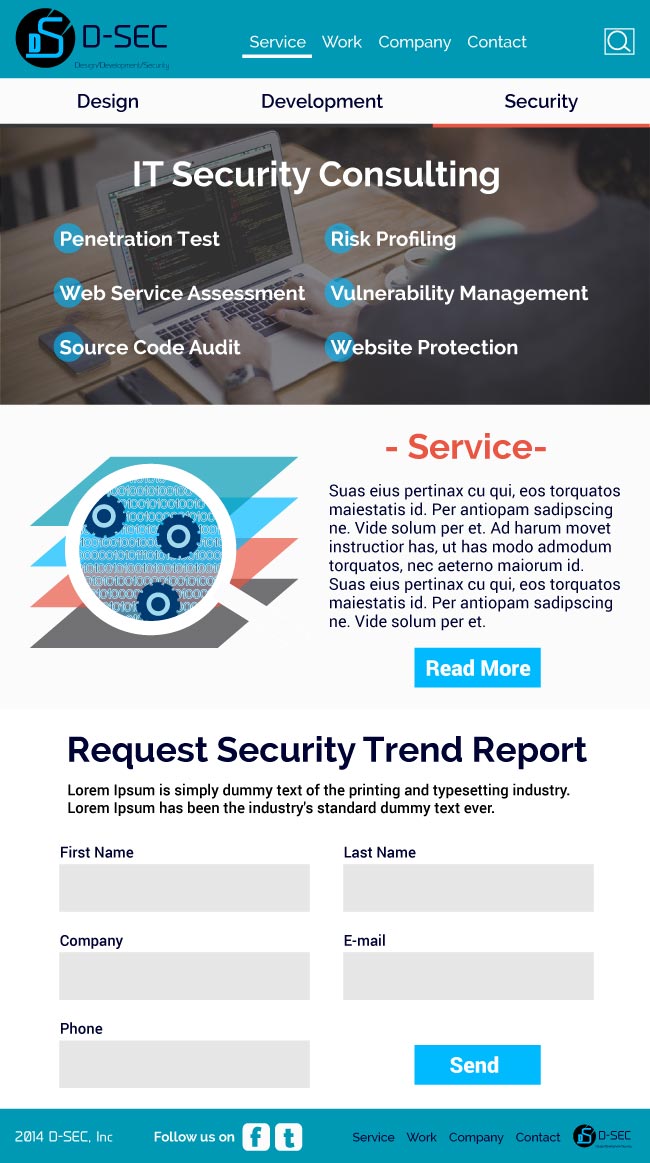 D-SEC
Design/Development/Security
Service Work Company Contact
Design Development Security
IT Security Consulting
Penetration Test
Risk Profiling
Web Service Assessment
Vulnerability Management
Source Code Audit
Website Protection
- Service-
Suas eius pertinax cu qui, eos torquatos
maiestatis id. Per antiopam sadipscing
ne. Vide solum per et. Ad harum movet
instructior has, ut has modo admodum
torquatos, nec aeterno maiorum id.
Suas eius pertinax cu qui, eos torquatos
maiestatis id. Per antiopam sadipscing
ne. Vide solum per et.
Read More
Request Security Trend Report
Lorem Ipsum is simply dummy text of the printing and typesetting industry.
Lorem Ipsum has been the industry's standard dummy text ever.
First Name
Last Name
Company
E-mail
Phone
Send
2014 D-SEC, Inc
Follow us on
Service Work Company Contact
D-SEC